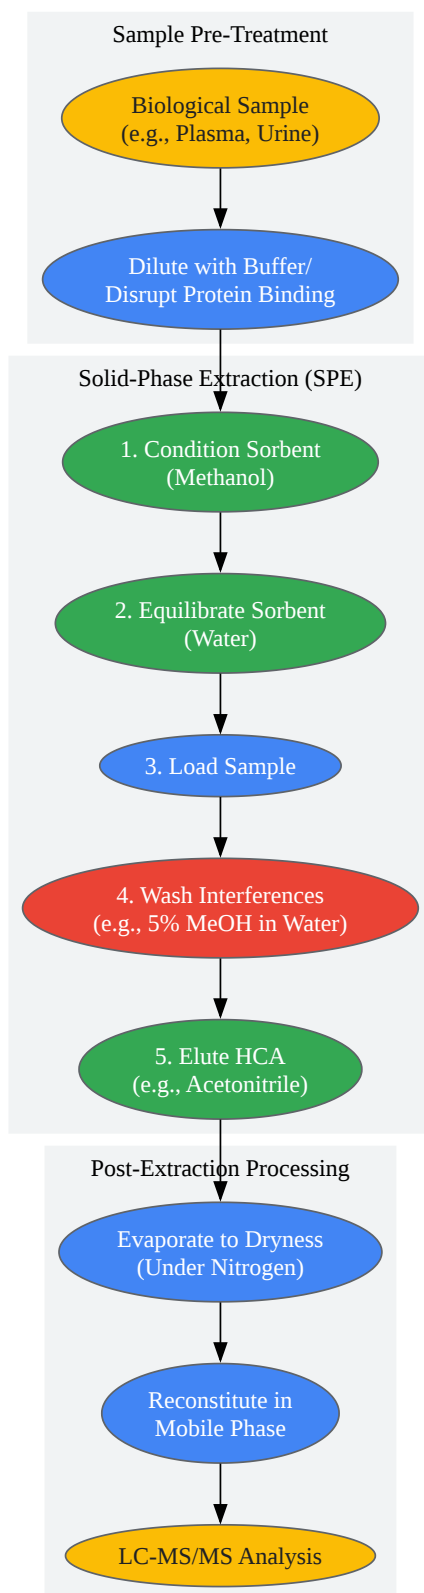 Sample Pre-Treatment
Biological Sample
(e.g., Plasma, Urine)
Dilute with Buffer/
Disrupt Protein Binding
Solid-Phase Extraction (SPE)
1. Condition Sorbent
(Methanol)
2. Equilibrate Sorbent
(Water)
3. Load Sample
4. Wash Interferences
(e.g., 5% MeOH in Water)
5. Elute HCA
(e.g., Acetonitrile)
Post-Extraction Processing
Evaporate to Dryness
(Under Nitrogen)
Reconstitute in
Mobile Phase
LC-MS/MS Analysis